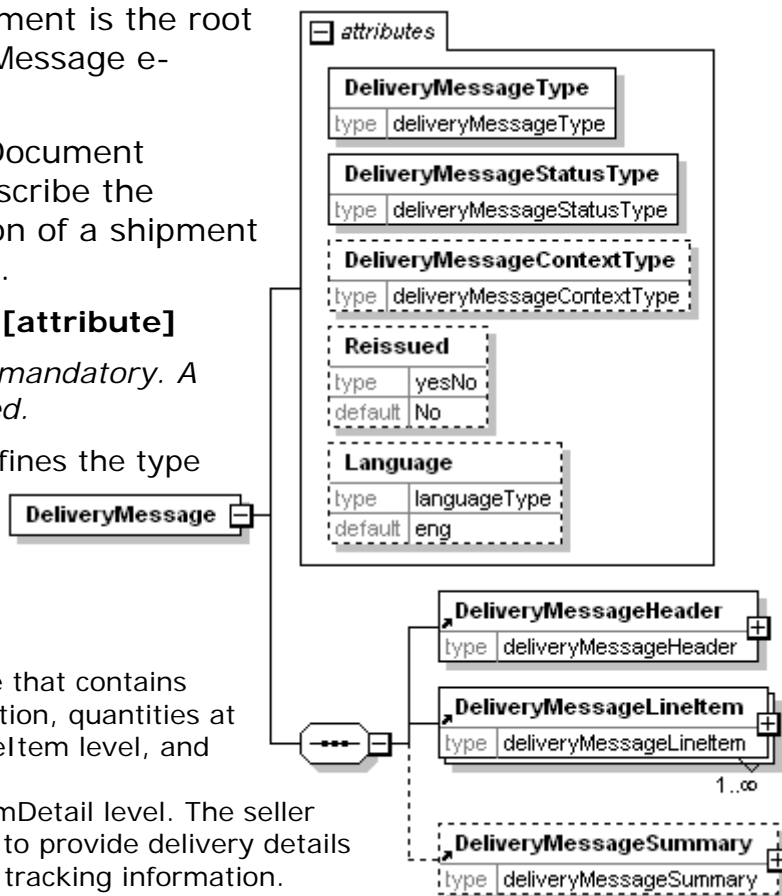 ment is the root
Message e-
Document
scribe the
on of a shipment
.
[attribute]
mandatory. A
ed.
fines the type
e that contains
tion, quantities at
eItem level, and
mDetail level. The seller
to provide delivery details
tracking information.
DeliveryMessage
attributes
DeliveryMessageType
type deliveryMessageType
DeliveryMessageStatusType
type deliveryMessageStatusType
DeliveryMessageContextType
type deliveryMessageContextType
Reissued
type yesNo
default No
Language
type languageType
default eng
DeliveryMessageHeader
type deliveryMessageHeader
DeliveryMessageLineItem
type deliveryMessageLineItem
1..∞
DeliveryMessageSummary
type deliveryMessageSummary